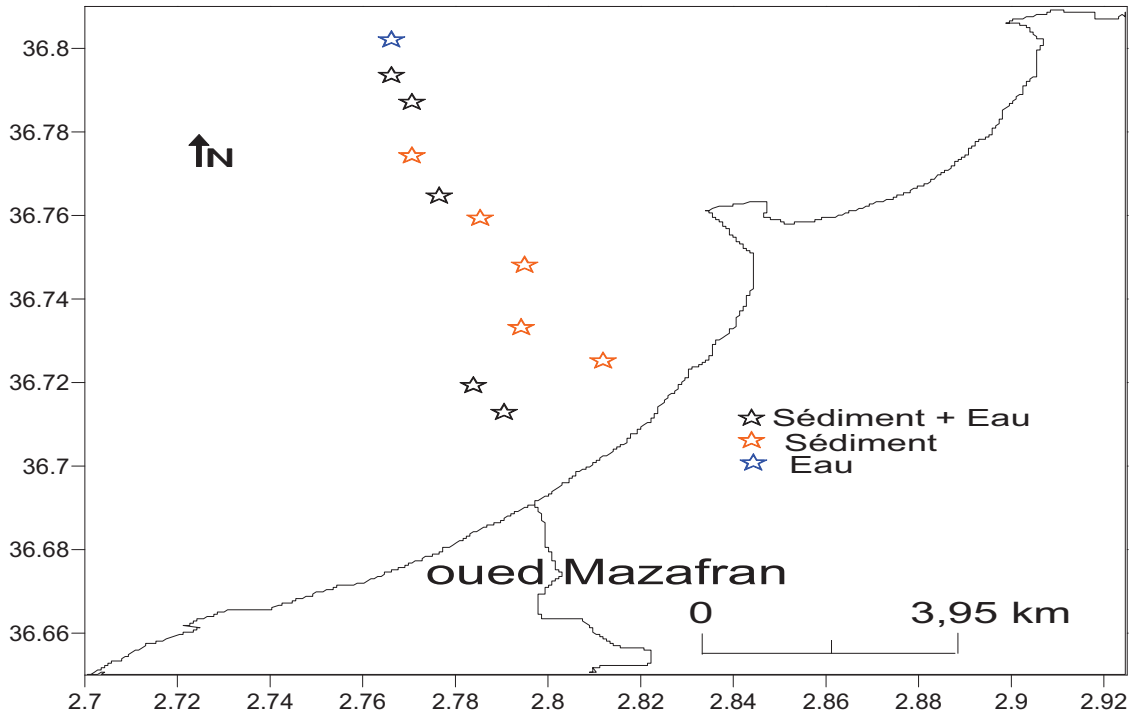 36.8
36.78
N
36.76
36.74
36.72
Sédiment + Eau
Sédiment
36.7
Eau
36.68
oued Mazafran
0 3,95 km
36.66
2.7 2.72 2.74 2.76 2.78 2.8 2.82 2.84 2.86 2.88 2.9 2.92